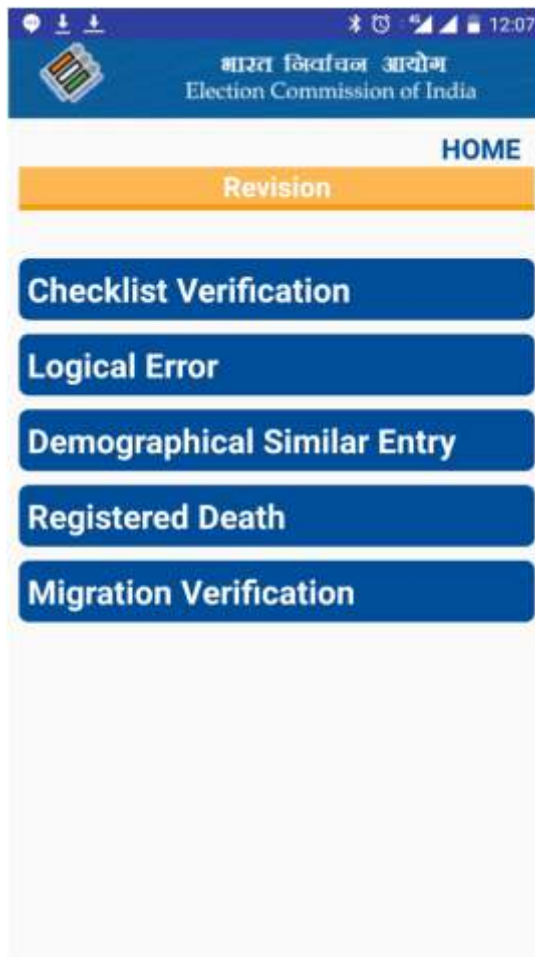 4G 12:07
भारत निर्वाचन आयोग
Election Commission of India
HOME
Revision
Checklist Verification
Logical Error
Demographical Similar Entry
Registered Death
Migration Verification